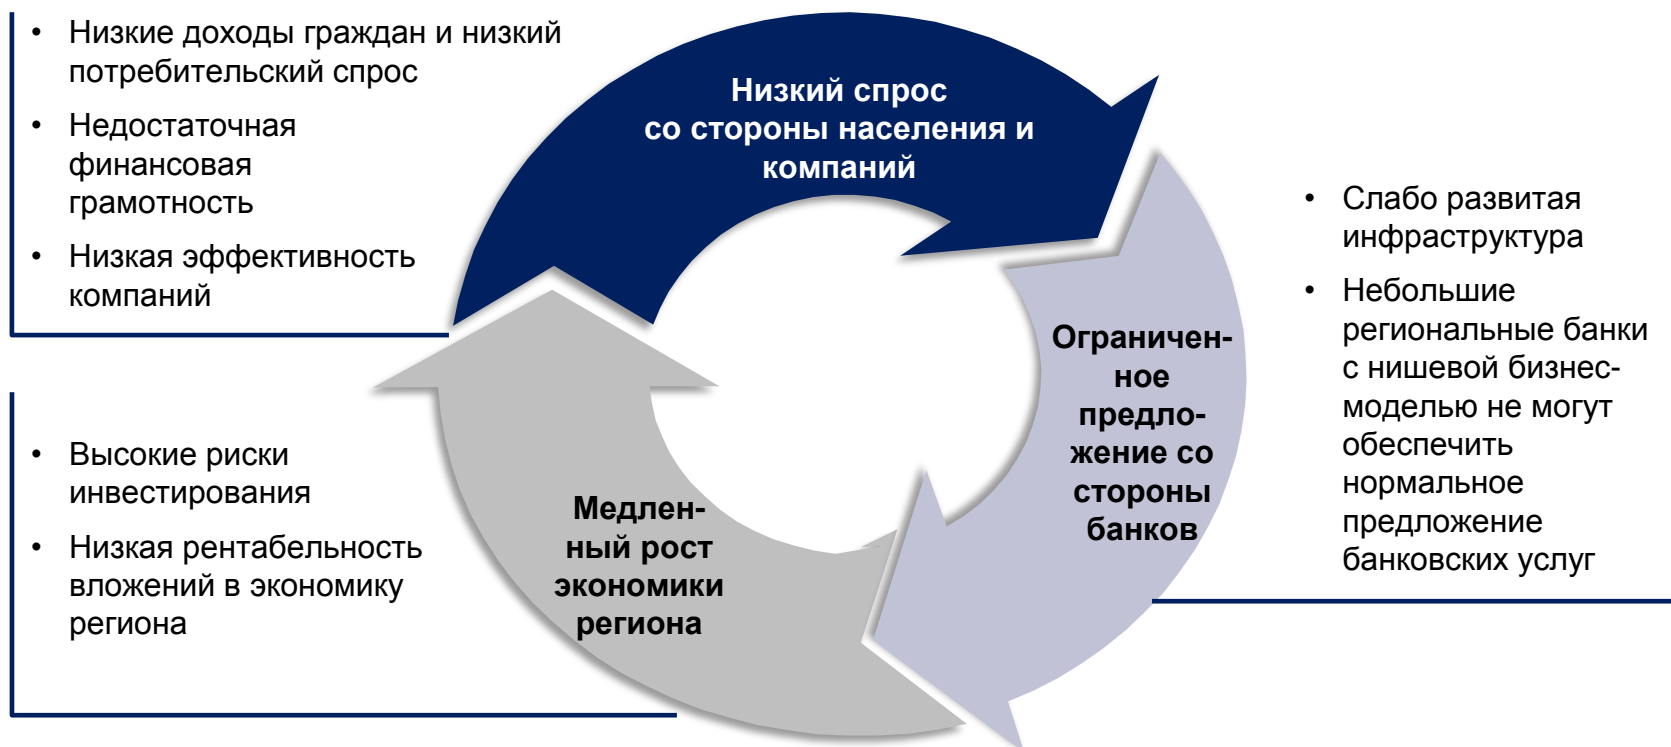 • Низкие доходы граждан и низкий
потребительский спрос
• Недостаточная
финансовая
грамотность
• Низкая эффективность
компаний
Низкий спрос
со стороны населения и
компаний
• Слабо развитая
инфраструктура
• Небольшие
региональные банки
с нишевой бизнес-
моделью не могут
обеспечить
нормальное
предложение
банковских услуг
Ограничен-
ное
предло-
жение со
стороны
банков
• Высокие риски
инвестирования
• Низкая рентабельность
вложений в экономику
региона
Медлен-
ный рост
экономики
региона